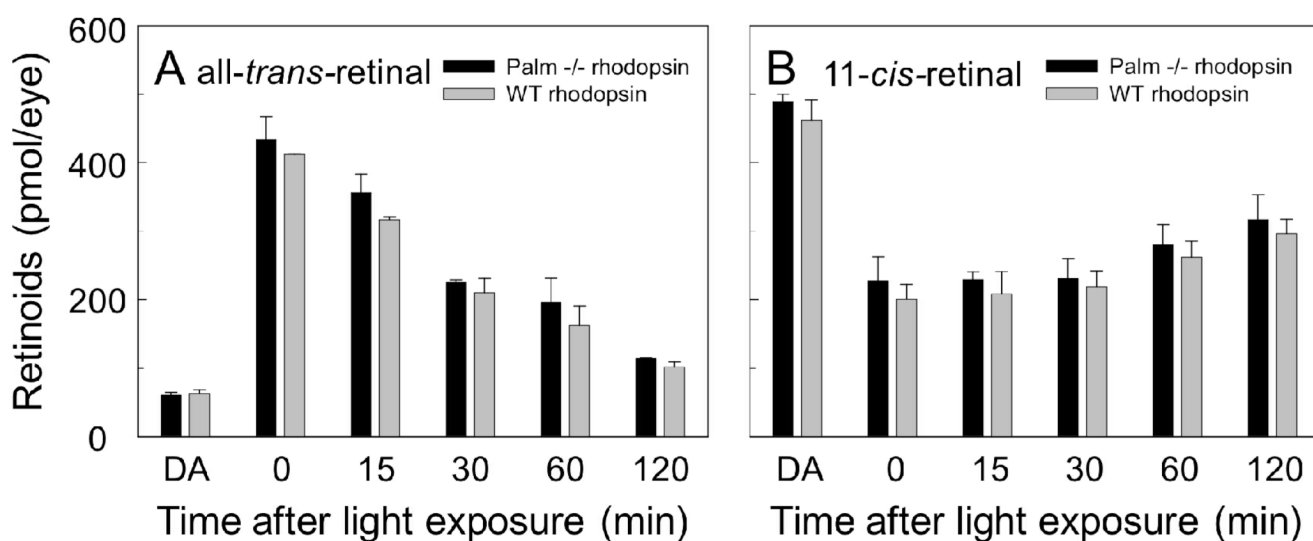 600
400
200
0
Retinoids (pmol/eye)
A all-trans-retinal
Palm -/- rhodopsin
WT rhodopsin
DA 0 15 30 60 120
Time after light exposure (min)
B 11-cis-retinal
Palm -/- rhodopsin
WT rhodopsin
DA 0 15 30 60 120
Time after light exposure (min)